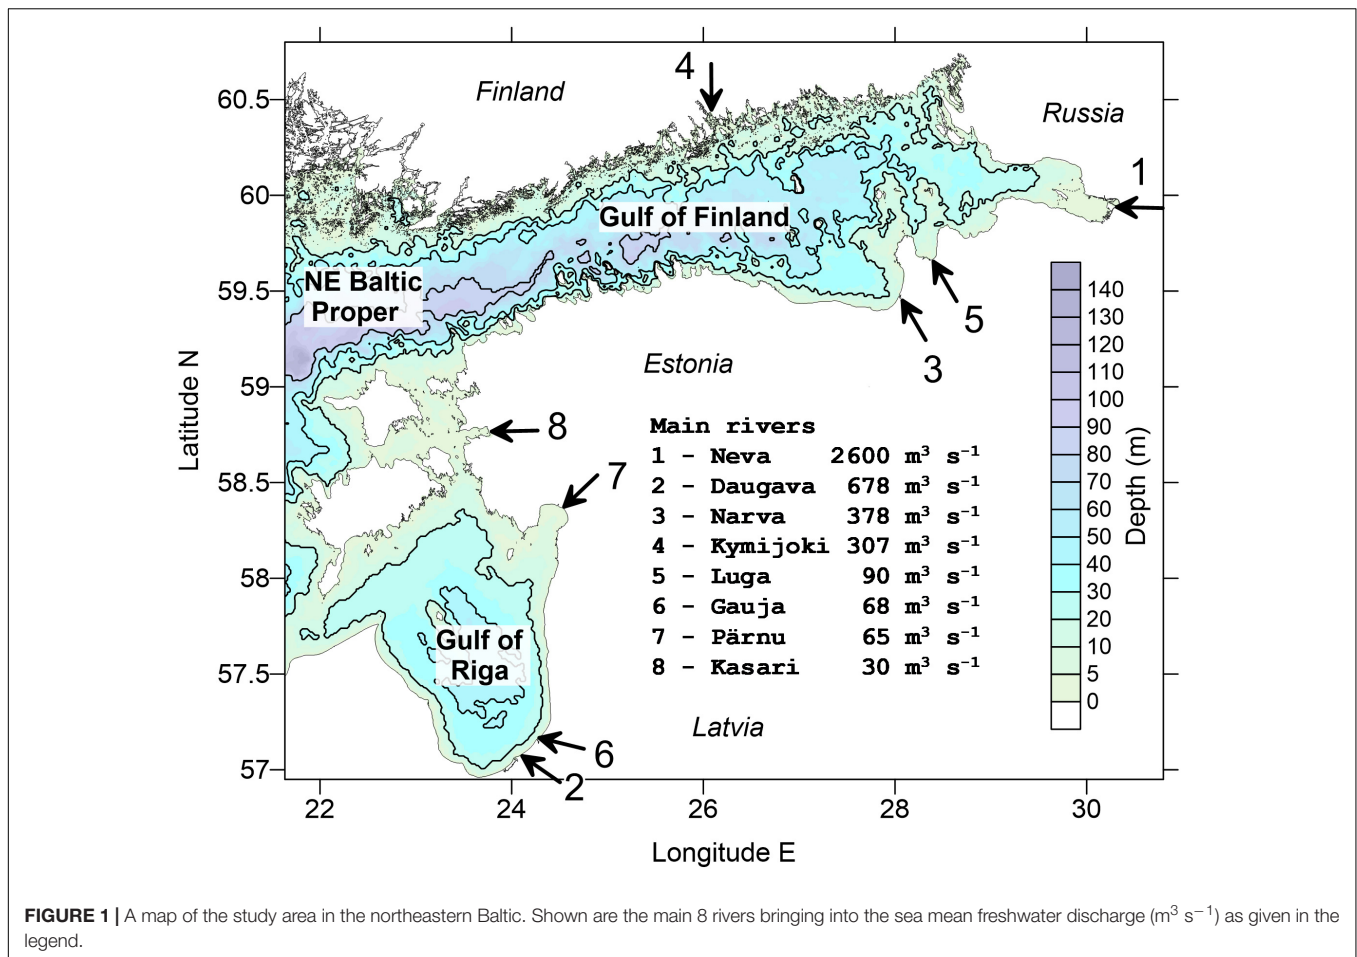 Finland
4
Russia
1
Gulf of Finland
NE Baltic
Proper
5
3
Estonia
8
7
Main rivers
1 - Neva 2600 m³ s⁻¹
2 - Daugava 678 m³ s⁻¹
3 - Narva 378 m³ s⁻¹
4 - Kymijoki 307 m³ s⁻¹
5 - Luga 90 m³ s⁻¹
6 - Gauja 68 m³ s⁻¹
7 - Pärnu 65 m³ s⁻¹
8 - Kasari 30 m³ s⁻¹
Gulf of
Riga
Latvia
6
2
60.5
60
59.5
59
58.5
58
57.5
57
Latitude N
22 24 26 28 30
Longitude E
140
130
120
110
100
90
80
70
60
50
40
30
20
10
5
0
Depth (m)
FIGURE 1 | A map of the study area in the northeastern Baltic. Shown are the main 8 rivers bringing into the sea mean freshwater discharge (m³ s⁻¹) as given in the
legend.